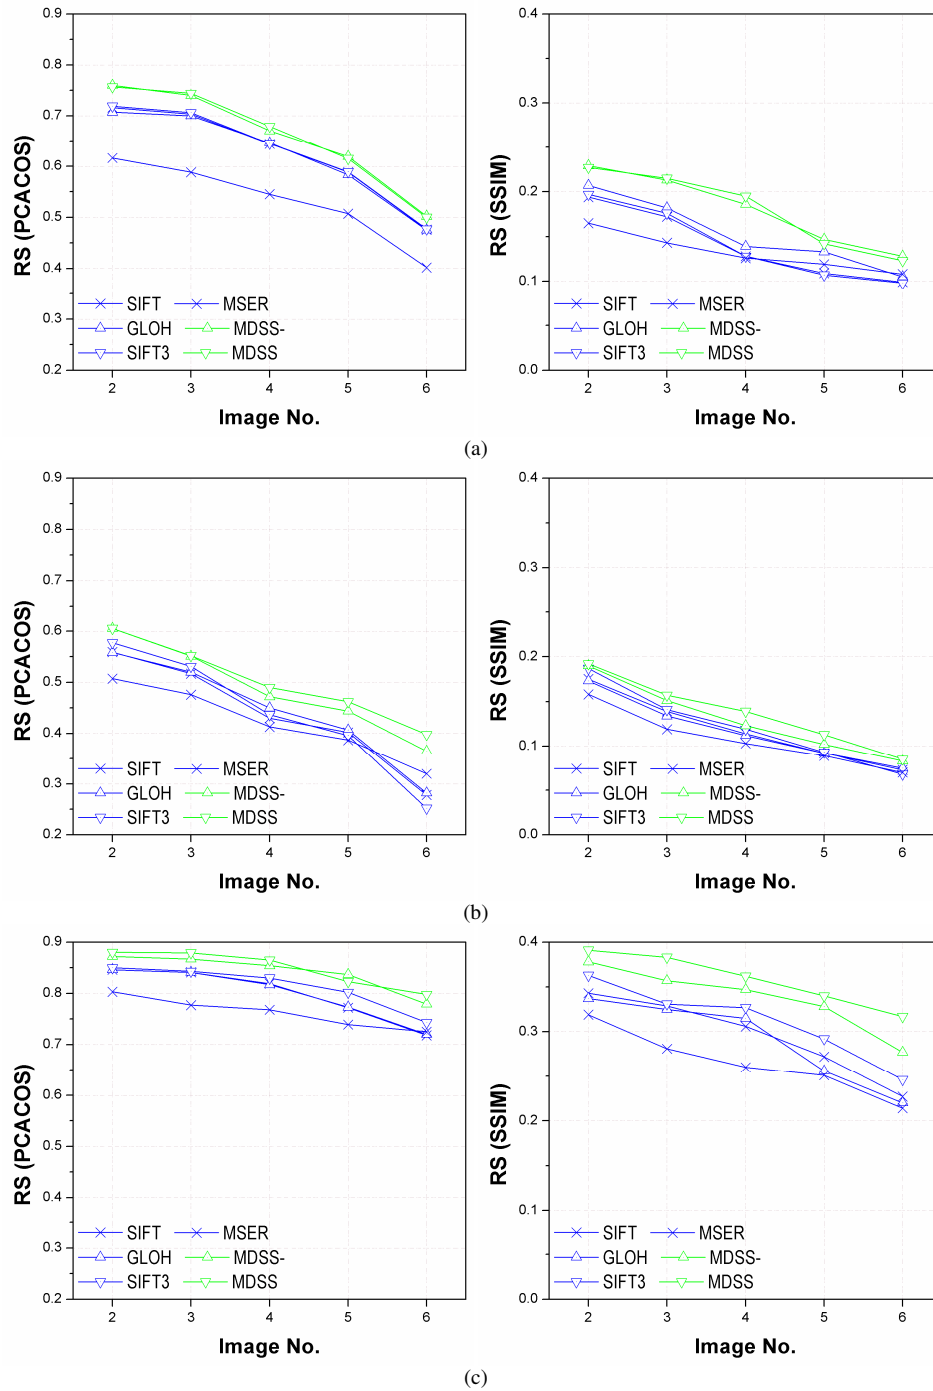 0.9
0.8
0.7
0.6
0.5
0.4
0.3
0.2
RS (PCACOS)
SIFT MSER
GLOH MDSS-
SIFT3 MDSS
2 3 4 5 6
Image No.
0.4
0.3
0.2
0.1
0.0
RS (SSIM)
SIFT MSER
GLOH MDSS-
SIFT3 MDSS
2 3 4 5 6
Image No.
(a)
0.9
0.8
0.7
0.6
0.5
0.4
0.3
0.2
RS (PCACOS)
SIFT MSER
GLOH MDSS-
SIFT3 MDSS
2 3 4 5 6
Image No.
0.4
0.3
0.2
0.1
0.0
RS (SSIM)
SIFT MSER
GLOH MDSS-
SIFT3 MDSS
2 3 4 5 6
Image No.
(b)
0.9
0.8
0.7
0.6
0.5
0.4
0.3
0.2
RS (PCACOS)
SIFT MSER
GLOH MDSS-
SIFT3 MDSS
2 3 4 5 6
Image No.
0.4
0.3
0.2
0.1
0.0
RS (SSIM)
SIFT MSER
GLOH MDSS-
SIFT3 MDSS
2 3 4 5 6
Image No.
(c)